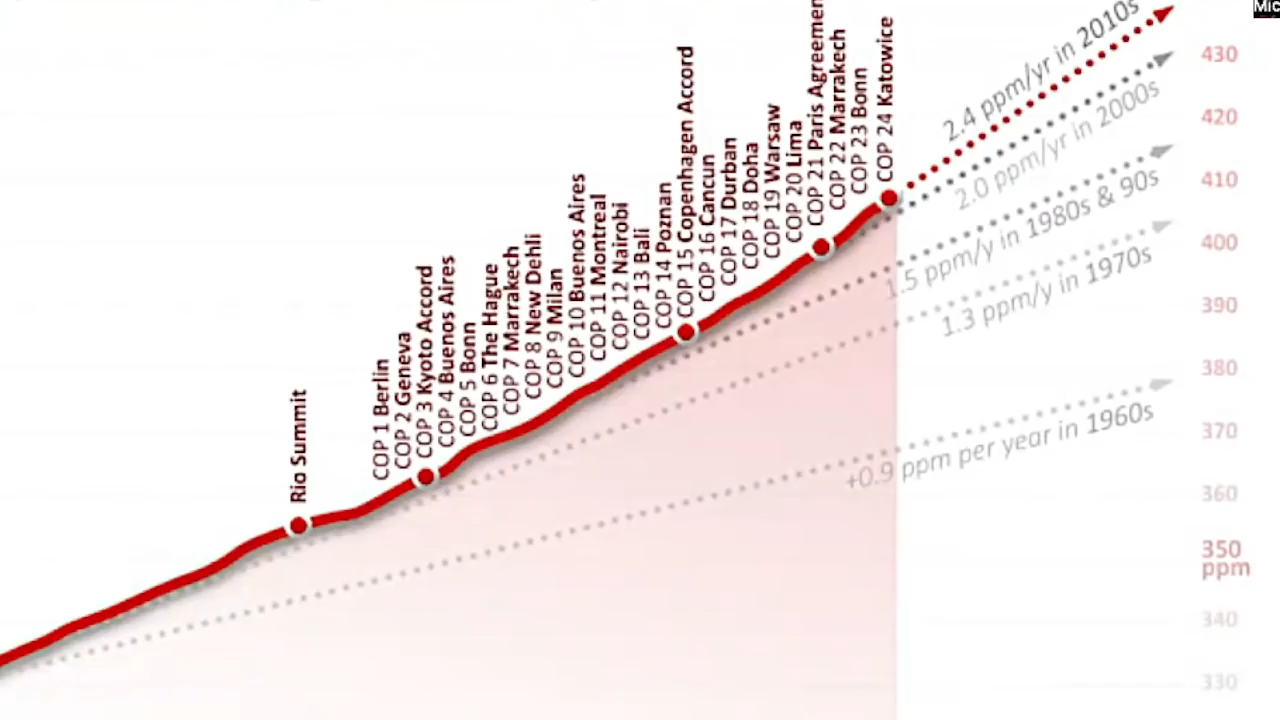 Mic
Rio Summit
COP 1 Berlin
COP 2 Geneva
COP 3 Kyoto Accord
COP 4 Buenos Aires
COP 5 Bonn
COP 6 The Hague
COP 7 Marrakech
COP 8 New Dehli
COP 9 Milan
COP 10 Buenos Aires
COP 11 Montreal
COP 12 Nairobi
COP 13 Bali
COP 14 Poznan
COP 15 Copenhagen Accord
COP 16 Cancun
COP 17 Durban
COP 18 Doha
COP 19 Warsaw
COP 20 Lima
COP 21 Paris Agreemen
COP 22 Marrakech
COP 23 Bonn
COP 24 Katowice
2.4 ppm/yr in 2010s
2.0 ppm/yr in 2000s
1.5 ppm/y in 1980s & 90s
1.3 ppm/y in 1970s
+0.9 ppm per year in 1960s
430
420
410
400
390
380
370
360
350
ppm
340
330